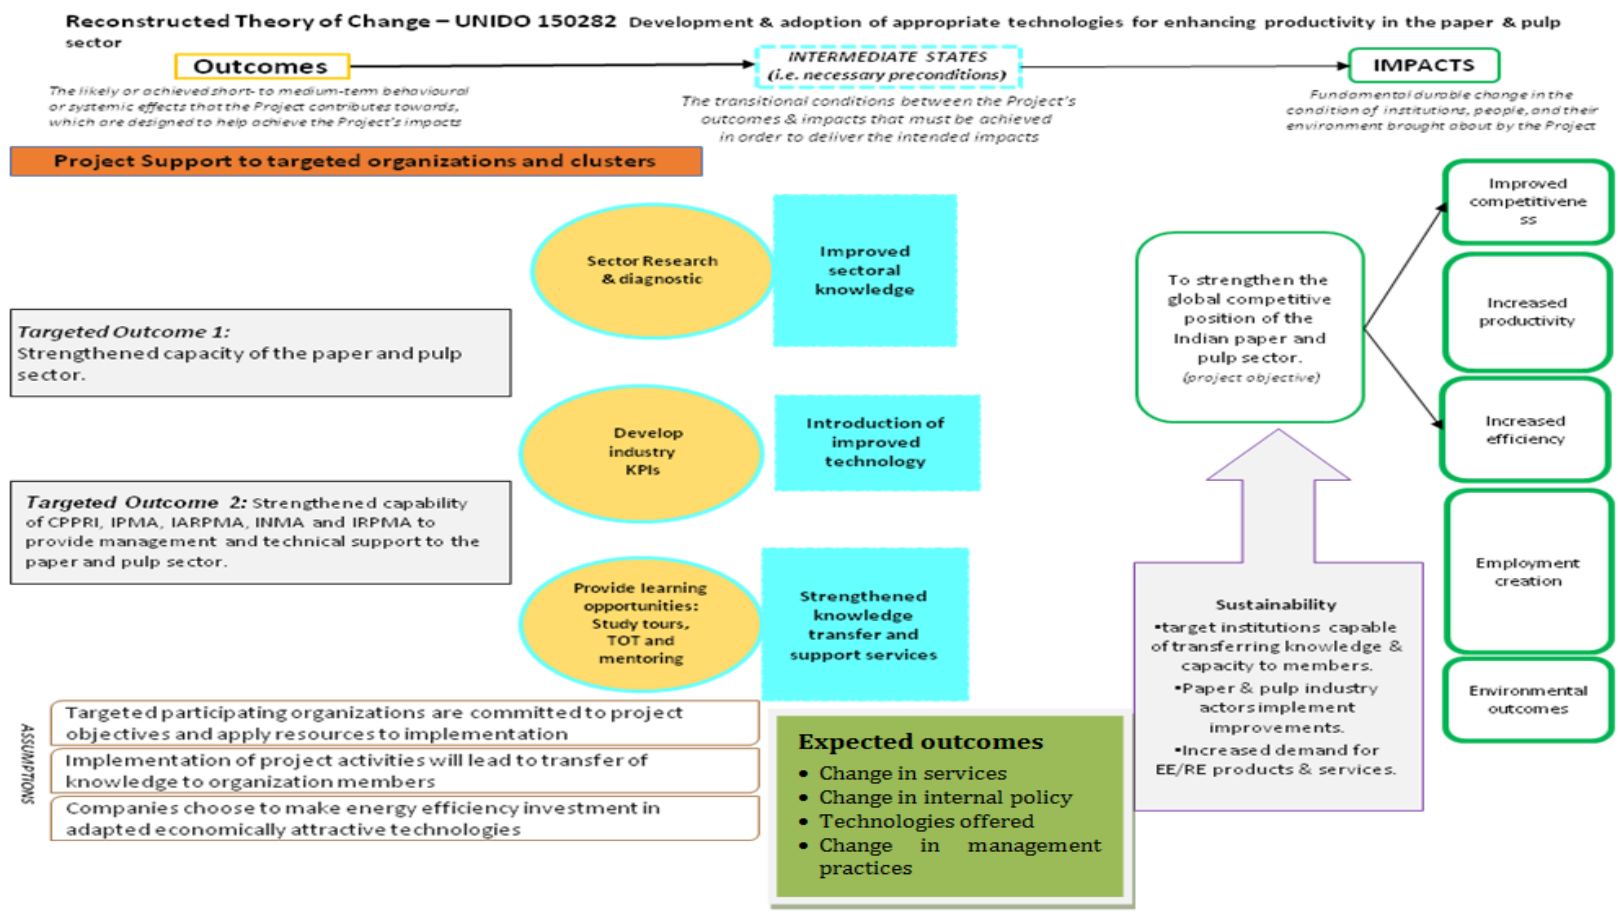 Reconstructed Theory of Change – UNIDO 150282 Development & adoption of appropriate technologies for enhancing productivity in the paper & pulp
sector
Outcomes
The likely or achieved short- to medium-term behavioural
or systemic effects that the Project contributes towards,
which are designed to help achieve the Project's impacts
INTERMEDIATE STATES
(i.e. necessary preconditions)
The transitional conditions between the Project's
outcomes & impacts that must be achieved
in order to deliver the intended impacts
IMPACTS
Fundamental durable change in the
condition of institutions, people, and their
environment brought about by the Project
Project Support to targeted organizations and clusters
Targeted Outcome 1:
Strengthened capacity of the paper and pulp
sector.
Targeted Outcome 2: Strengthened capability
of CPPRI, IPMA, IARPMA, INMA and IRPMA to
provide management and technical support to the
paper and pulp sector.
Sector Research
& diagnostic
Develop
industry
KPIs
Provide learning
opportunities:
Study tours,
TOT and
mentoring
Improved
sectoral
knowledge
Introduction of
improved
technology
Strengthened
knowledge
transfer and
support services
To strengthen the
global competitive
position of the
Indian paper and
pulp sector.
(project objective)
Improved
competitivene
ss
Increased
productivity
Increased
efficiency
Employment
creation
Environmental
outcomes
Sustainability
•target institutions capable
of transferring knowledge &
capacity to members.
•Paper & pulp industry
actors implement
improvements.
•Increased demand for
EE/RE products & services.
ASSUMPTIONS
Targeted participating organizations are committed to project
objectives and apply resources to implementation
Implementation of project activities will lead to transfer of
knowledge to organization members
Companies choose to make energy efficiency investment in
adapted economically attractive technologies
Expected outcomes
• Change in services
• Change in internal policy
• Technologies offered
• Change in management
practices